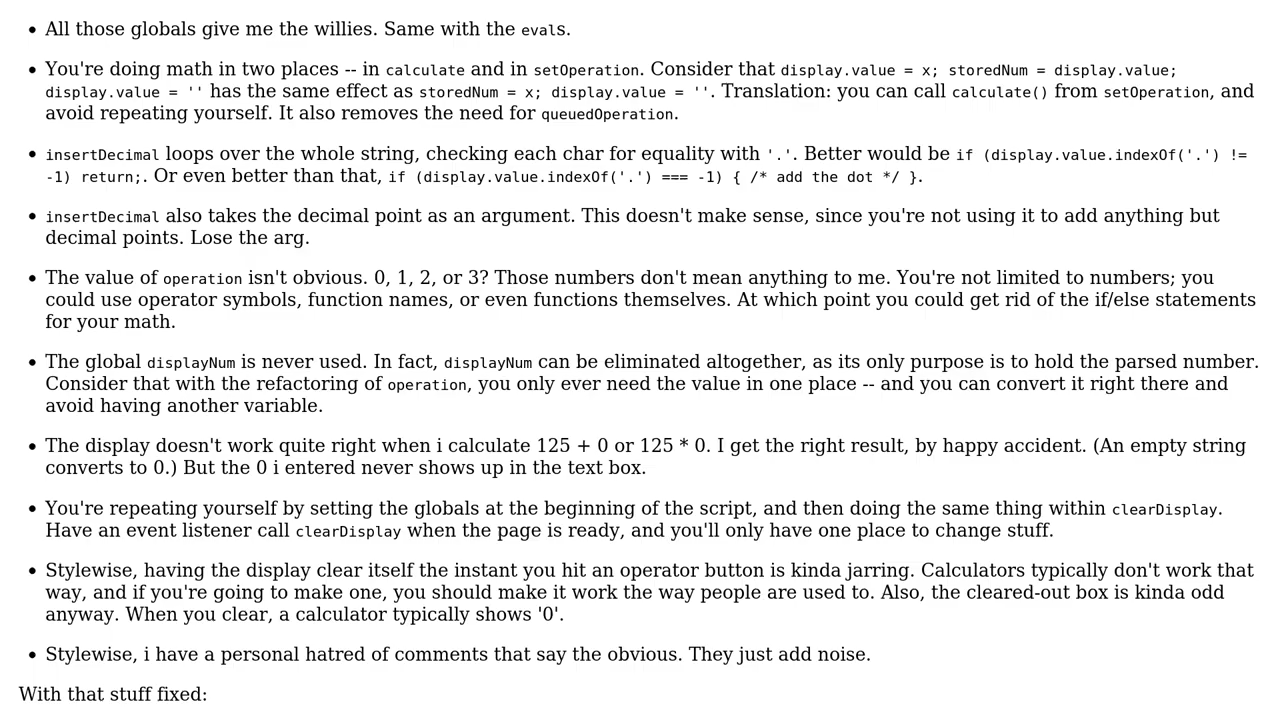 • All those globals give me the willies. Same with the evals.
• You're doing math in two places -- in calculate and in setOperation. Consider that display.value = x; storedNum = display.value;
display.value = '' has the same effect as storedNum = x; display.value = ''. Translation: you can call calculate() from setOperation, and
avoid repeating yourself. It also removes the need for queuedOperation.
• insertDecimal loops over the whole string, checking each char for equality with '.'. Better would be if (display.value.indexOf('.') !=
-1) return;. Or even better than that, if (display.value.indexOf('.') === -1) { /* add the dot */ }.
• insertDecimal also takes the decimal point as an argument. This doesn't make sense, since you're not using it to add anything but
decimal points. Lose the arg.
• The value of operation isn't obvious. 0, 1, 2, or 3? Those numbers don't mean anything to me. You're not limited to numbers; you
could use operator symbols, function names, or even functions themselves. At which point you could get rid of the if/else statements
for your math.
• The global displayNum is never used. In fact, displayNum can be eliminated altogether, as its only purpose is to hold the parsed number.
Consider that with the refactoring of operation, you only ever need the value in one place -- and you can convert it right there and
avoid having another variable.
• The display doesn't work quite right when i calculate 125 + 0 or 125 * 0. I get the right result, by happy accident. (An empty string
converts to 0.) But the 0 i entered never shows up in the text box.
• You're repeating yourself by setting the globals at the beginning of the script, and then doing the same thing within clearDisplay.
Have an event listener call clearDisplay when the page is ready, and you'll only have one place to change stuff.
• Stylewise, having the display clear itself the instant you hit an operator button is kinda jarring. Calculators typically don't work that
way, and if you're going to make one, you should make it work the way people are used to. Also, the cleared-out box is kinda odd
anyway. When you clear, a calculator typically shows '0'.
• Stylewise, i have a personal hatred of comments that say the obvious. They just add noise.
With that stuff fixed: